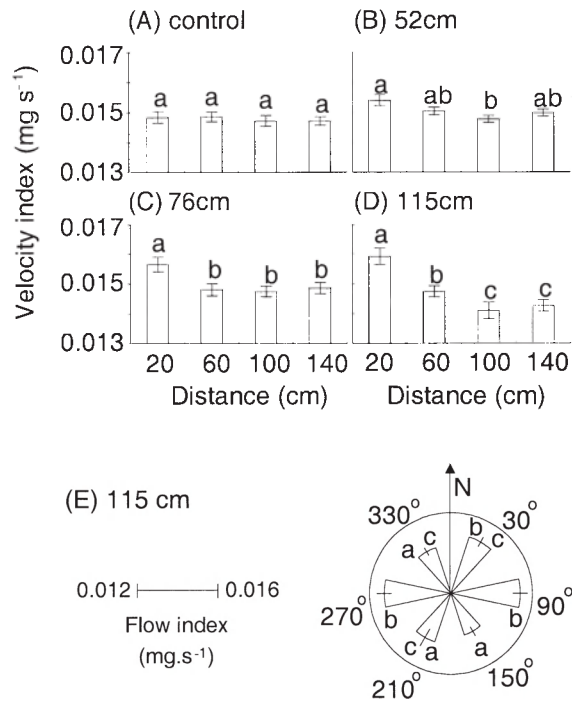 (A) control
(B) 52cm
Velocity index (mg s⁻¹)
0.017
0.015
0.013
a a a a
a ab b ab
(C) 76cm
(D) 115cm
0.017
0.015
0.013
a b b b
a b c c
20 60 100 140
20 60 100 140
Distance (cm)
Distance (cm)
(E) 115 cm
N
330°
30°
a c
b c
0.012
0.016
270°
90°
b
b
Flow index
(mg.s⁻¹)
c a
a
210°
150°